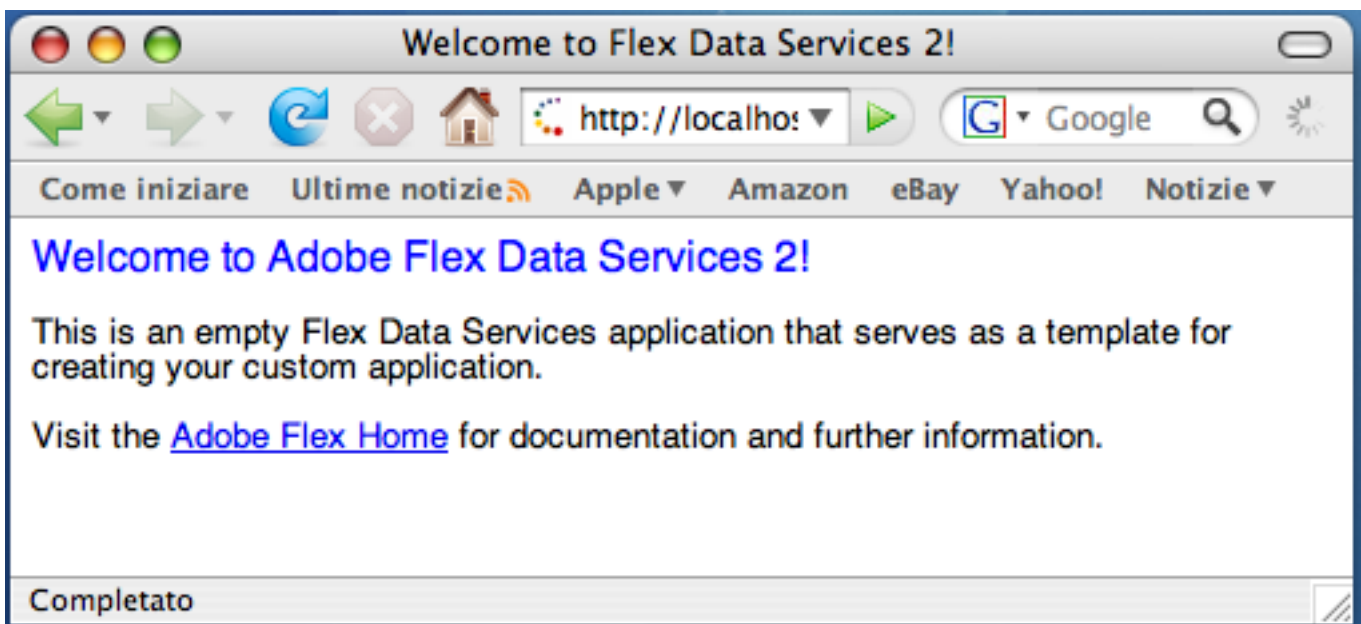 Welcome to Flex Data Services 2!
http://localhos
G Google
Come iniziare Ultime notizie Apple Amazon eBay Yahoo! Notizie
Welcome to Adobe Flex Data Services 2!
This is an empty Flex Data Services application that serves as a template for
creating your custom application.
Visit the Adobe Flex Home for documentation and further information.
Completato